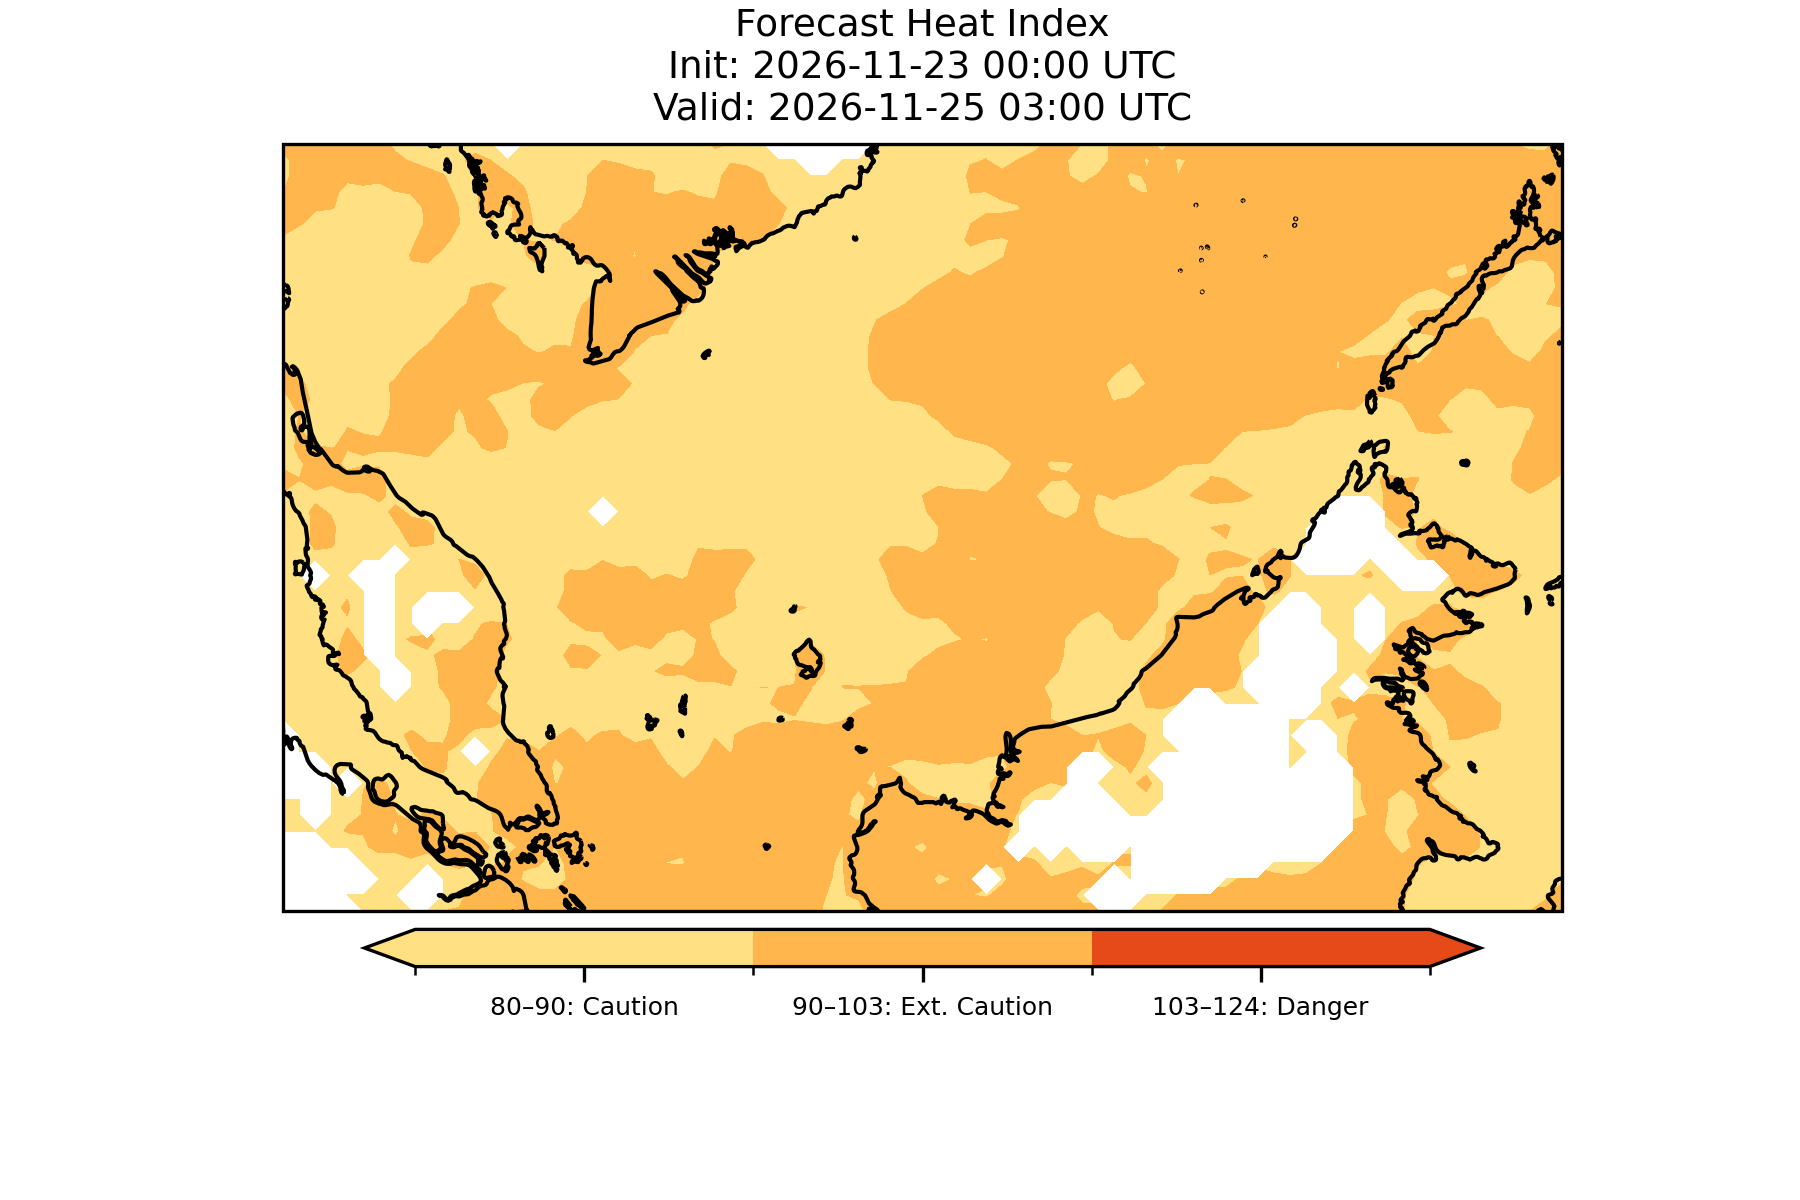 Forecast Heat Index
Init: 2026-11-23 00:00 UTC
Valid: 2026-11-25 03:00 UTC
80–90: Caution
90–103: Ext. Caution
103–124: Danger